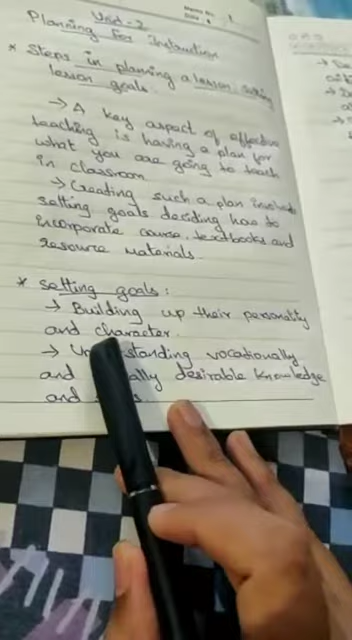 Unit-2
Planning For Instruction
* Steps in planning a lesson setting
lesson goals.
→ A key aspect of effective
teaching is having a plan for
what you are going to teach
in classroom
→ Creating such a plan involves
setting goals deciding how to
incorporate course, textbooks and
resource materials.
* Setting goals:
→ Building up their personality
and character.
→ standing vocationally
and desirable knowledge
and